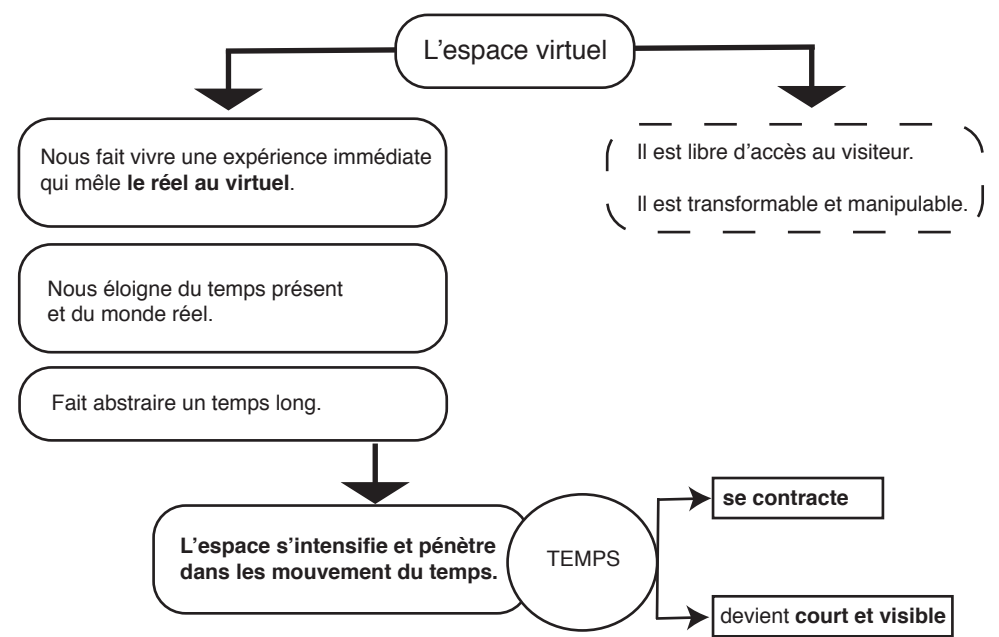 L'espace virtuel
Nous fait vivre une expérience immédiate
qui mêle le réel au virtuel.
Il est libre d'accès au visiteur.
Il est transformable et manipulable.
Nous éloigne du temps présent
et du monde réel.
Fait abstraire un temps long.
L'espace s'intensifie et pénètre
dans les mouvement du temps.
TEMPS
se contracte
devient court et visible